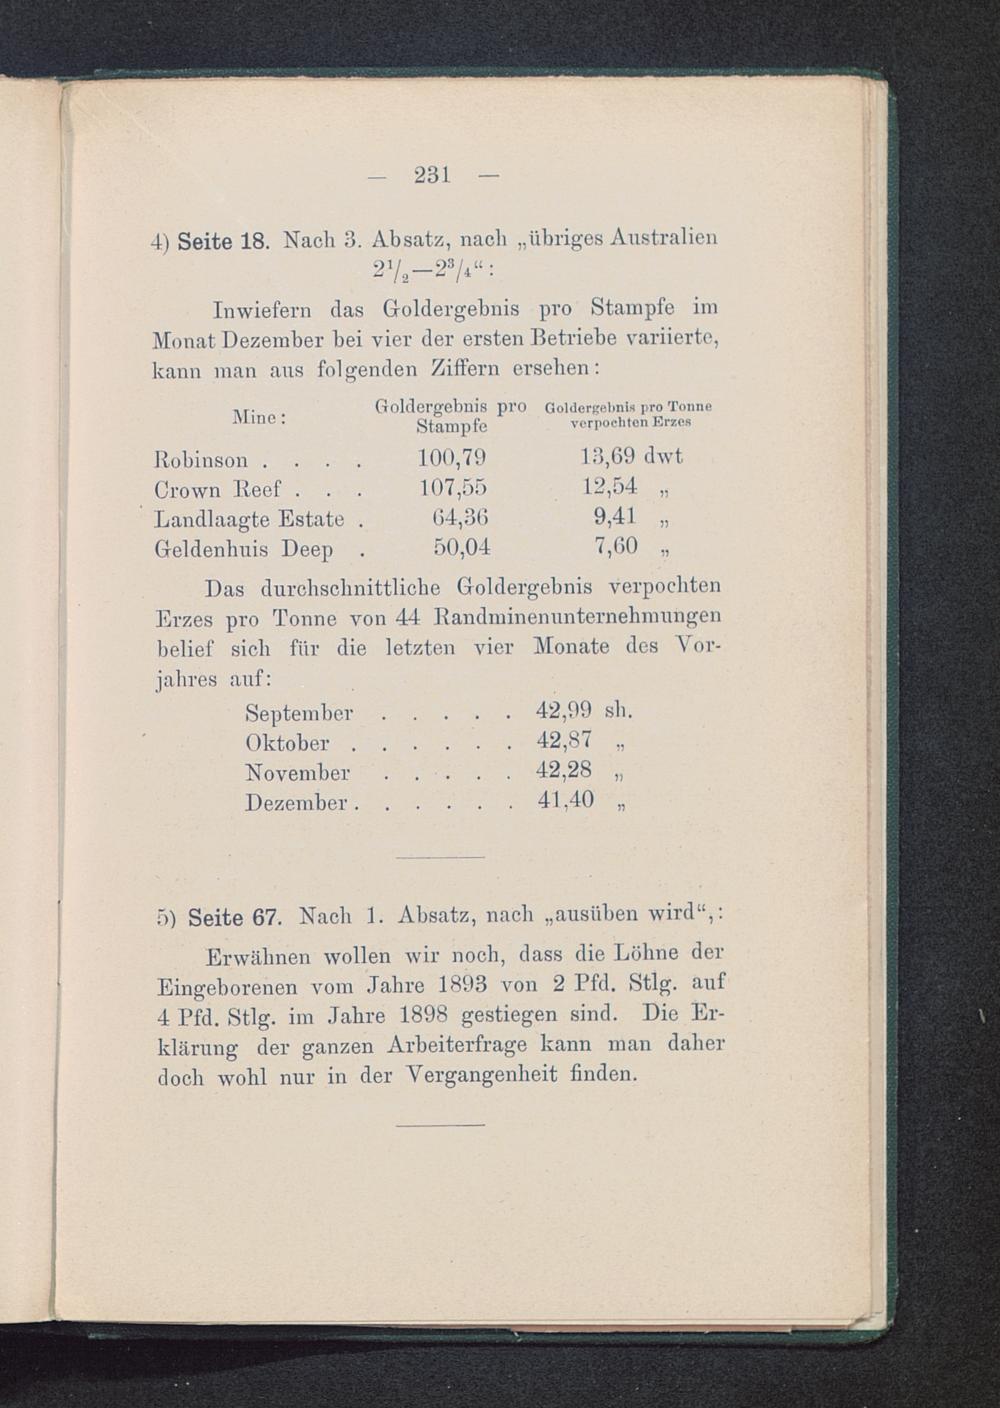 — 231 —
4) Seite 18. Nach 3. Absatz, nach „übriges Australien
2¹/₂—2³/₄“ :
Inwiefern das Goldergebnis pro Stampfe im
Monat Dezember bei vier der ersten Betriebe variierte,
kann man aus folgenden Ziffern ersehen:
Mine: Goldergebnis pro Stampfe Goldergebnis pro Tonne verpochten Erzes
Robinson . . . . 100,79 13,69 dwt
Crown Reef . . . 107,55 12,54 „
Landlaagte Estate . 64,36 9,41 „
Geldenhuis Deep . 50,04 7,60 „
Das durchschnittliche Goldergebnis verpochten
Erzes pro Tonne von 44 Randminenunternehmungen
belief sich für die letzten vier Monate des Vor-
jahres auf:
September . . . . . 42,99 sh.
Oktober . . . . . . 42,87 „
November . . . . . 42,28 „
Dezember . . . . . . 41,40 „
5) Seite 67. Nach 1. Absatz, nach „ausüben wird“,:
Erwähnen wollen wir noch, dass die Löhne der
Eingeborenen vom Jahre 1893 von 2 Pfd. Stlg. auf
4 Pfd. Stlg. im Jahre 1898 gestiegen sind. Die Er-
klärung der ganzen Arbeiterfrage kann man daher
doch wohl nur in der Vergangenheit finden.